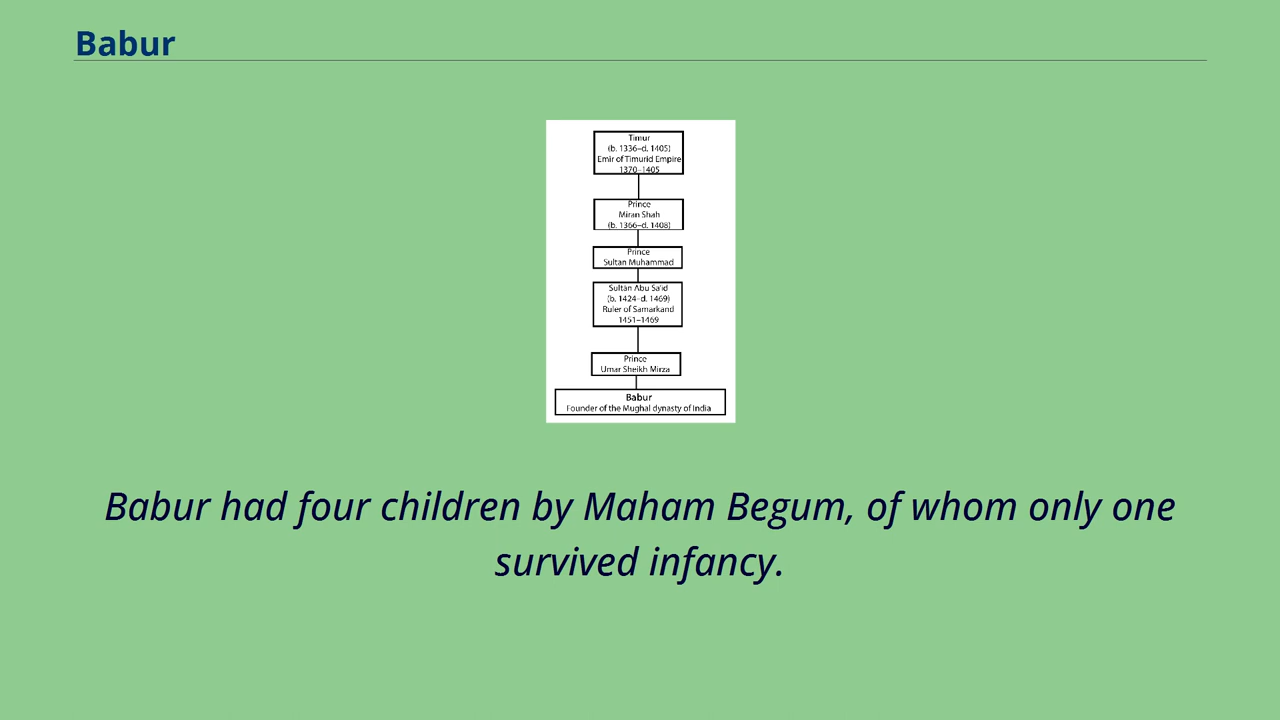 Babur
Timur
(b. 1336–d. 1405)
Emir of Timurid Empire
1370–1405
Prince
Miran Shah
(b. 1366–d. 1408)
Prince
Sultan Muhammad
Sultan Abu Sa'id
(b. 1424–d. 1469)
Ruler of Samarkand
1451–1469
Prince
Umar Sheikh Mirza
Babur
Founder of the Mughal dynasty of India
Babur had four children by Maham Begum, of whom only one
survived infancy.